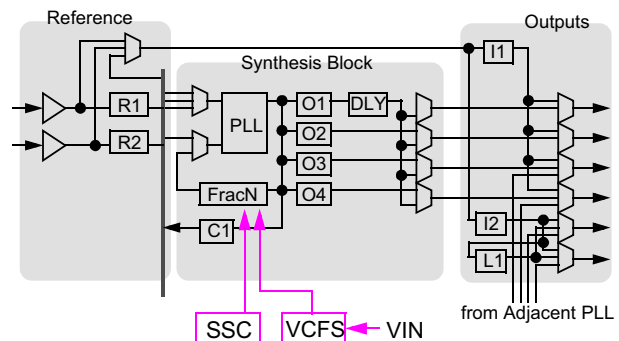 Reference
Outputs
Synthesis Block
I1
R1
O1
DLY
PLL
R2
O2
O3
FracN
O4
C1
I2
L1
from Adjacent PLL
SSC
VCFS
VIN